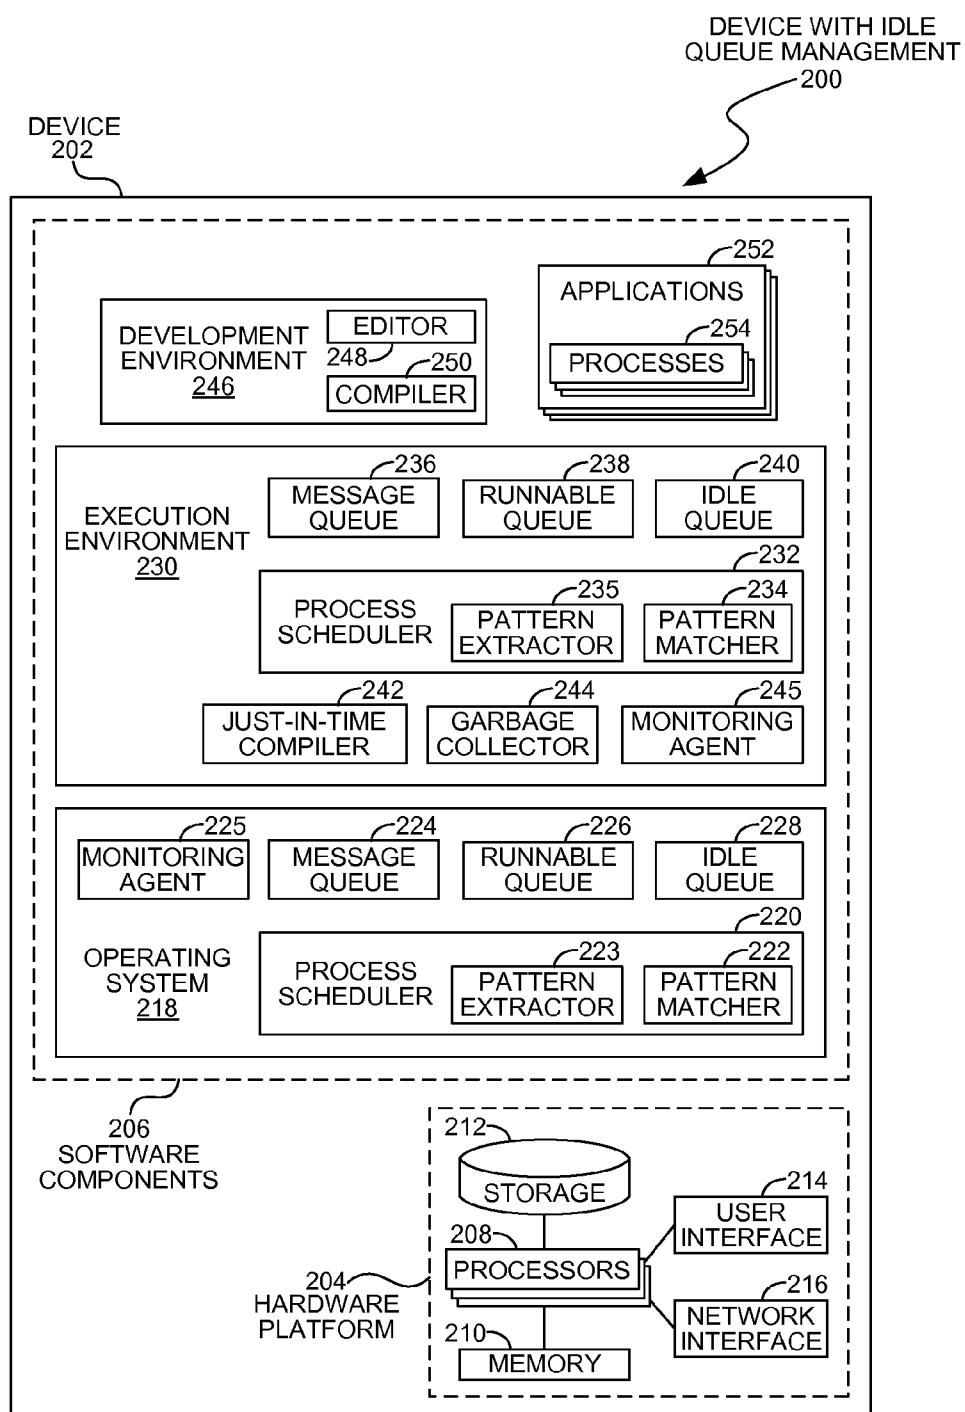 DEVICE WITH IDLE
QUEUE MANAGEMENT
200
DEVICE
202
252
APPLICATIONS
254
PROCESSES
DEVELOPMENT
ENVIRONMENT
246
EDITOR
248
250
COMPILER
236
MESSAGE
QUEUE
238
RUNNABLE
QUEUE
240
IDLE
QUEUE
EXECUTION
ENVIRONMENT
230
232
PROCESS
SCHEDULER
235
PATTERN
EXTRACTOR
234
PATTERN
MATCHER
242
JUST-IN-TIME
COMPILER
244
GARBAGE
COLLECTOR
245
MONITORING
AGENT
225
MONITORING
AGENT
224
MESSAGE
QUEUE
226
RUNNABLE
QUEUE
228
IDLE
QUEUE
OPERATING
SYSTEM
218
220
PROCESS
SCHEDULER
223
PATTERN
EXTRACTOR
222
PATTERN
MATCHER
206
SOFTWARE
COMPONENTS
212
STORAGE
214
USER
INTERFACE
208
PROCESSORS
204
HARDWARE
PLATFORM
216
NETWORK
INTERFACE
210
MEMORY